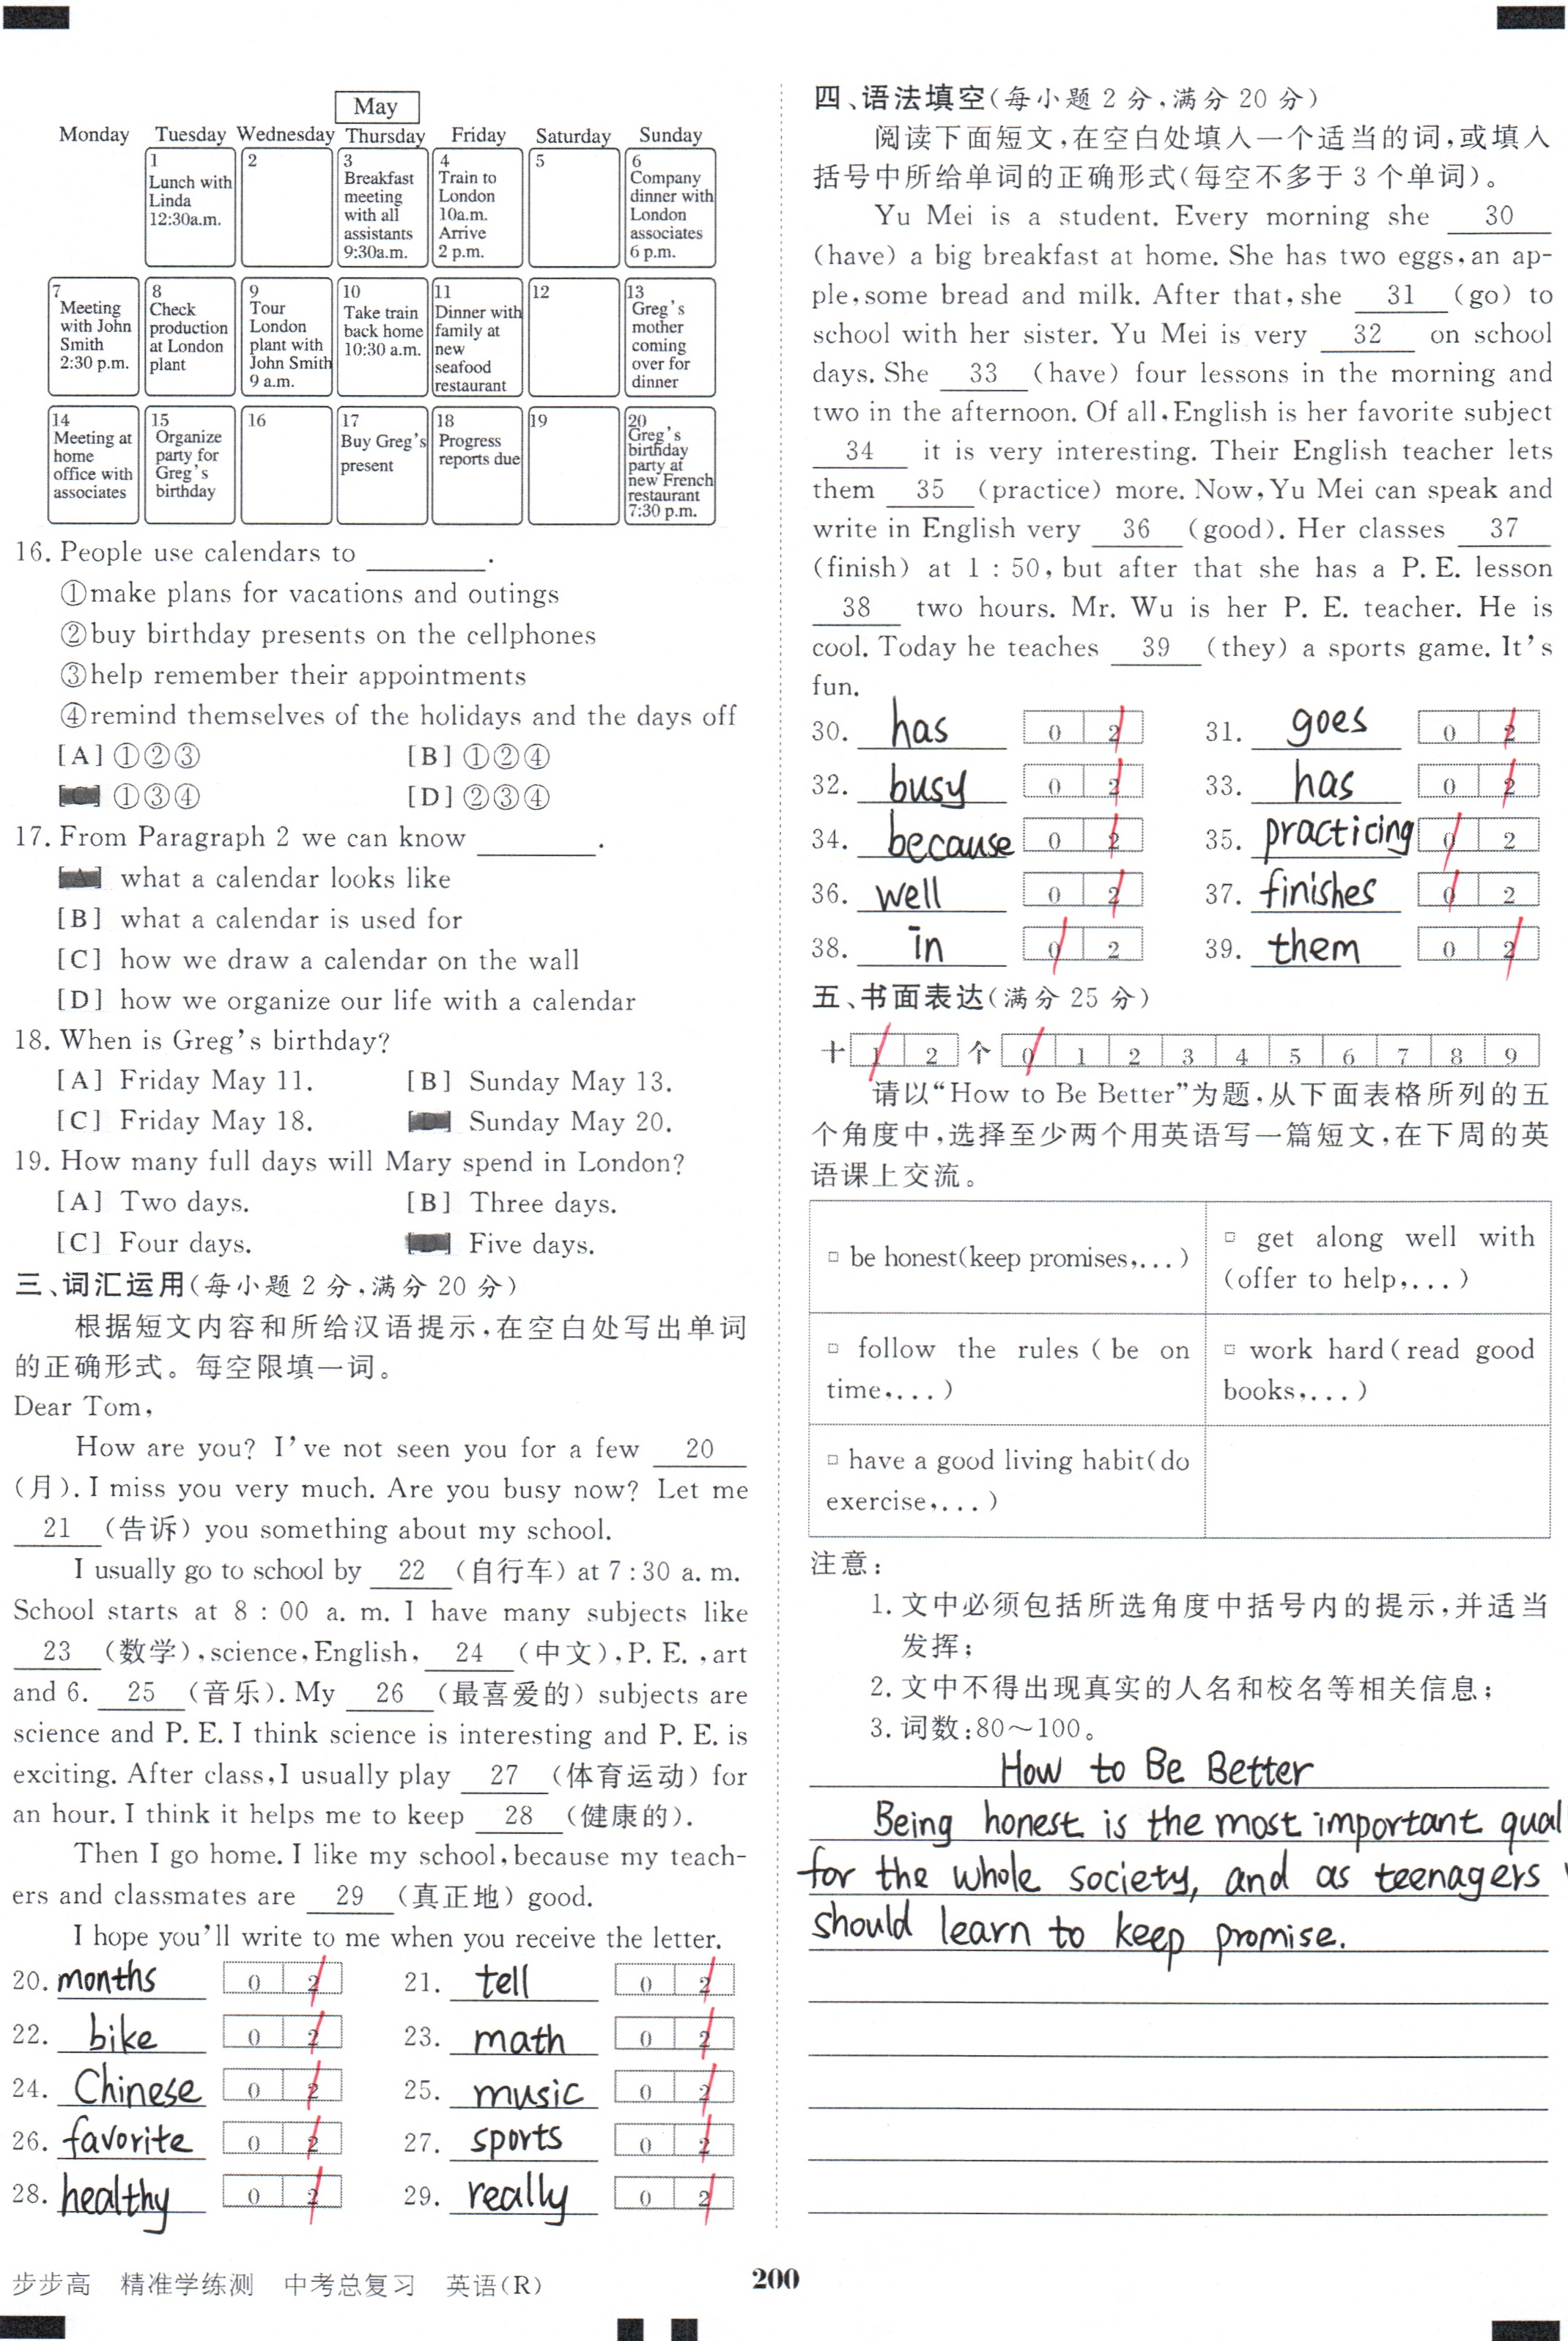 May
Monday Tuesday Wednesday Thursday Friday Saturday Sunday
1
Lunch with
Linda
12:30a.m.
2
3
Breakfast
meeting
with all
assistants
9:30a.m.
4
Train to
London
10a.m.
Arrive
2 p.m.
5
6
Company
dinner with
London
associates
6 p.m.
7
Meeting
with John
Smith
2:30 p.m.
8
Check
production
at London
plant
9
Tour
London
plant with
John Smith
9 a.m.
10
Take train
back home
10:30 a.m.
11
Dinner with
family at
new
seafood
restaurant
12
13
Greg's
mother
coming
over for
dinner
14
Meeting at
home
office with
associates
15
Organize
party for
Greg's
birthday
16
17
Buy Greg's
present
18
Progress
reports due
19
20
Greg's
birthday
party at
new French
restaurant
7:30 p.m.
16. People use calendars to ________.
①make plans for vacations and outings
②buy birthday presents on the cellphones
③help remember their appointments
④remind themselves of the holidays and the days off
[A] ①②③ [B] ①②④
①③④ [D] ②③④
17. From Paragraph 2 we can know ________.
what a calendar looks like
[B] what a calendar is used for
[C] how we draw a calendar on the wall
[D] how we organize our life with a calendar
18. When is Greg's birthday?
[A] Friday May 11. [B] Sunday May 13.
[C] Friday May 18. Sunday May 20.
19. How many full days will Mary spend in London?
[A] Two days. [B] Three days.
[C] Four days. Five days.
三、词汇运用(每小题 2 分,满分 20 分)
根据短文内容和所给汉语提示,在空白处写出单词
的正确形式。每空限填一词。
Dear Tom,
How are you? I've not seen you for a few 20
(月). I miss you very much. Are you busy now? Let me
21 (告诉) you something about my school.
I usually go to school by 22 (自行车) at 7:30 a. m.
School starts at 8 : 00 a. m. I have many subjects like
23 (数学), science, English, 24 (中文), P. E. , art
and 6. 25 (音乐). My 26 (最喜爱的) subjects are
science and P. E. I think science is interesting and P. E. is
exciting. After class, I usually play 27 (体育运动) for
an hour. I think it helps me to keep 28 (健康的).
Then I go home. I like my school, because my teach-
ers and classmates are 29 (真正地) good.
I hope you'll write to me when you receive the letter.
20. months 0 2 21. tell 0 2
22. bike 0 2 23. math 0 2
24. Chinese 0 2 25. music 0 2
26. favorite 0 2 27. sports 0 2
28. healthy 0 2 29. really 0 2
四、语法填空(每小题 2 分,满分 20 分)
阅读下面短文,在空白处填入一个适当的词,或填入
括号中所给单词的正确形式(每空不多于 3 个单词)。
Yu Mei is a student. Every morning she 30
(have) a big breakfast at home. She has two eggs, an ap-
ple, some bread and milk. After that, she 31 (go) to
school with her sister. Yu Mei is very 32 on school
days. She 33 (have) four lessons in the morning and
two in the afternoon. Of all, English is her favorite subject
34 it is very interesting. Their English teacher lets
them 35 (practice) more. Now, Yu Mei can speak and
write in English very 36 (good). Her classes 37
(finish) at 1 : 50, but after that she has a P. E. lesson
38 two hours. Mr. Wu is her P. E. teacher. He is
cool. Today he teaches 39 (they) a sports game. It's
fun.
30. has 0 2 31. goes 0 2
32. busy 0 2 33. has 0 2
34. because 0 2 35. practicing 0 2
36. well 0 2 37. finishes 0 2
38. in 0 2 39. them 0 2
五、书面表达(满分 25 分)
十 1 2 个 0 1 2 3 4 5 6 7 8 9
请以“How to Be Better”为题,从下面表格所列的五
个角度中,选择至少两个用英语写一篇短文,在下周的英
语课上交流。
□ be honest(keep promises,...)
□ get along well with
(offer to help,...)
□ follow the rules ( be on
time,...)
□ work hard(read good
books,...)
□ have a good living habit(do
exercise,...)
注意:
1. 文中必须包括所选角度中括号内的提示,并适当
发挥;
2. 文中不得出现真实的人名和校名等相关信息;
3. 词数:80～100。
How to Be Better
Being honest is the most important qual
for the whole society, and as teenagers
should learn to keep promise.
步步高 精准学练测 中考总复习 英语(R)
200